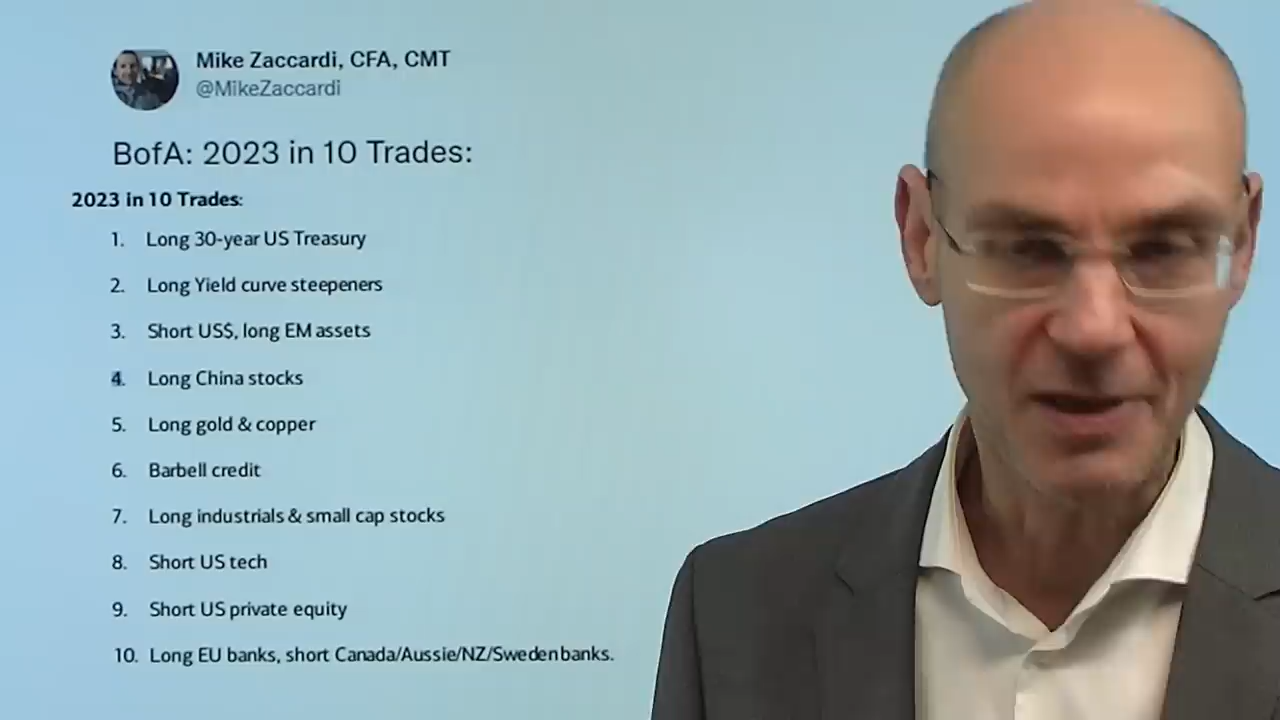 Mike Zaccardi, CFA, CMT
@MikeZaccardi
BofA: 2023 in 10 Trades:
2023 in 10 Trades:
1. Long 30-year US Treasury
2. Long Yield curve steepeners
3. Short US$, long EM assets
4. Long China stocks
5. Long gold & copper
6. Barbell credit
7. Long industrials & small cap stocks
8. Short US tech
9. Short US private equity
10. Long EU banks, short Canada/Aussie/NZ/Sweden banks.